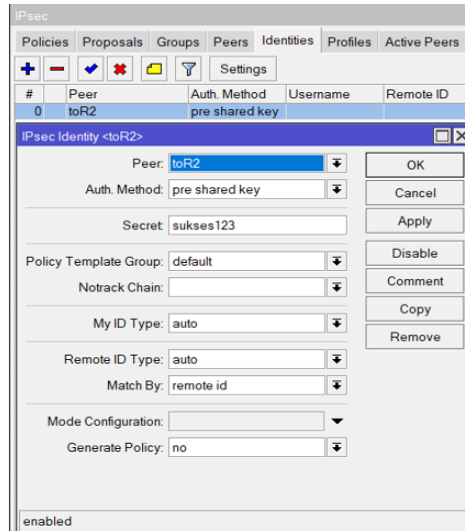 IPsec
Policies Proposals Groups Peers Identities Profiles Active Peers
Settings
# Peer Auth. Method Username Remote ID
0 toR2 pre shared key
IPsec Identity <toR2>
Peer: toR2 OK
Auth. Method: pre shared key Cancel
Secret: sukses123 Apply
Policy Template Group: default Disable
Notrack Chain: Comment
My ID Type: auto Copy
Remove
Remote ID Type: auto
Match By: remote id
Mode Configuration:
Generate Policy: no
enabled